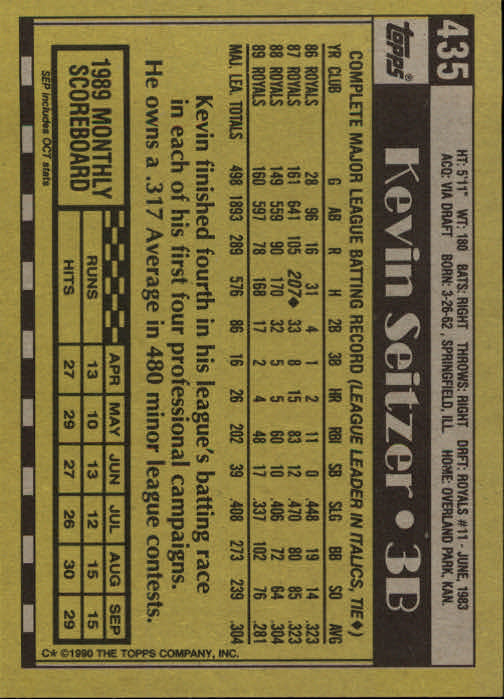 435
topps®
HT: 5'11" WT: 180 BATS: RIGHT THROWS: RIGHT DRFT: ROYALS #11 - JUNE, 1983
ACQ: VIA DRAFT BORN: 3-26-62, SPRINGFIELD, ILL. HOME: OVERLAND PARK, KAN.
Kevin Seitzer • 3B
COMPLETE MAJOR LEAGUE BATTING RECORD (LEAGUE LEADER IN ITALICS, TIE♦)
YR CLUB G AB R H 2B 3B HR RBI SB SLG BB SO AVG
86 ROYALS 28 96 16 31 4 1 2 11 0 .448 19 14 .323
87 ROYALS 161 641 105 207♦ 33 8 15 83 12 .470 80 85 .323
88 ROYALS 149 559 90 170 32 5 5 60 10 .406 72 64 .304
89 ROYALS 160 597 78 168 17 2 4 48 17 .337 102 76 .281
MAJ. LEA. TOTALS 498 1893 289 576 86 16 26 202 39 .408 273 239 .304
Kevin finished fourth in his league's batting race
in each of his first four professional campaigns.
He owns a .317 Average in 480 minor league contests.
1989 MONTHLY
SCOREBOARD
SEP includes OCT stats
APR MAY JUN JUL AUG SEP
RUNS 13 10 13 12 15 15
HITS 27 29 27 26 30 29
C* ©1990 THE TOPPS COMPANY, INC.